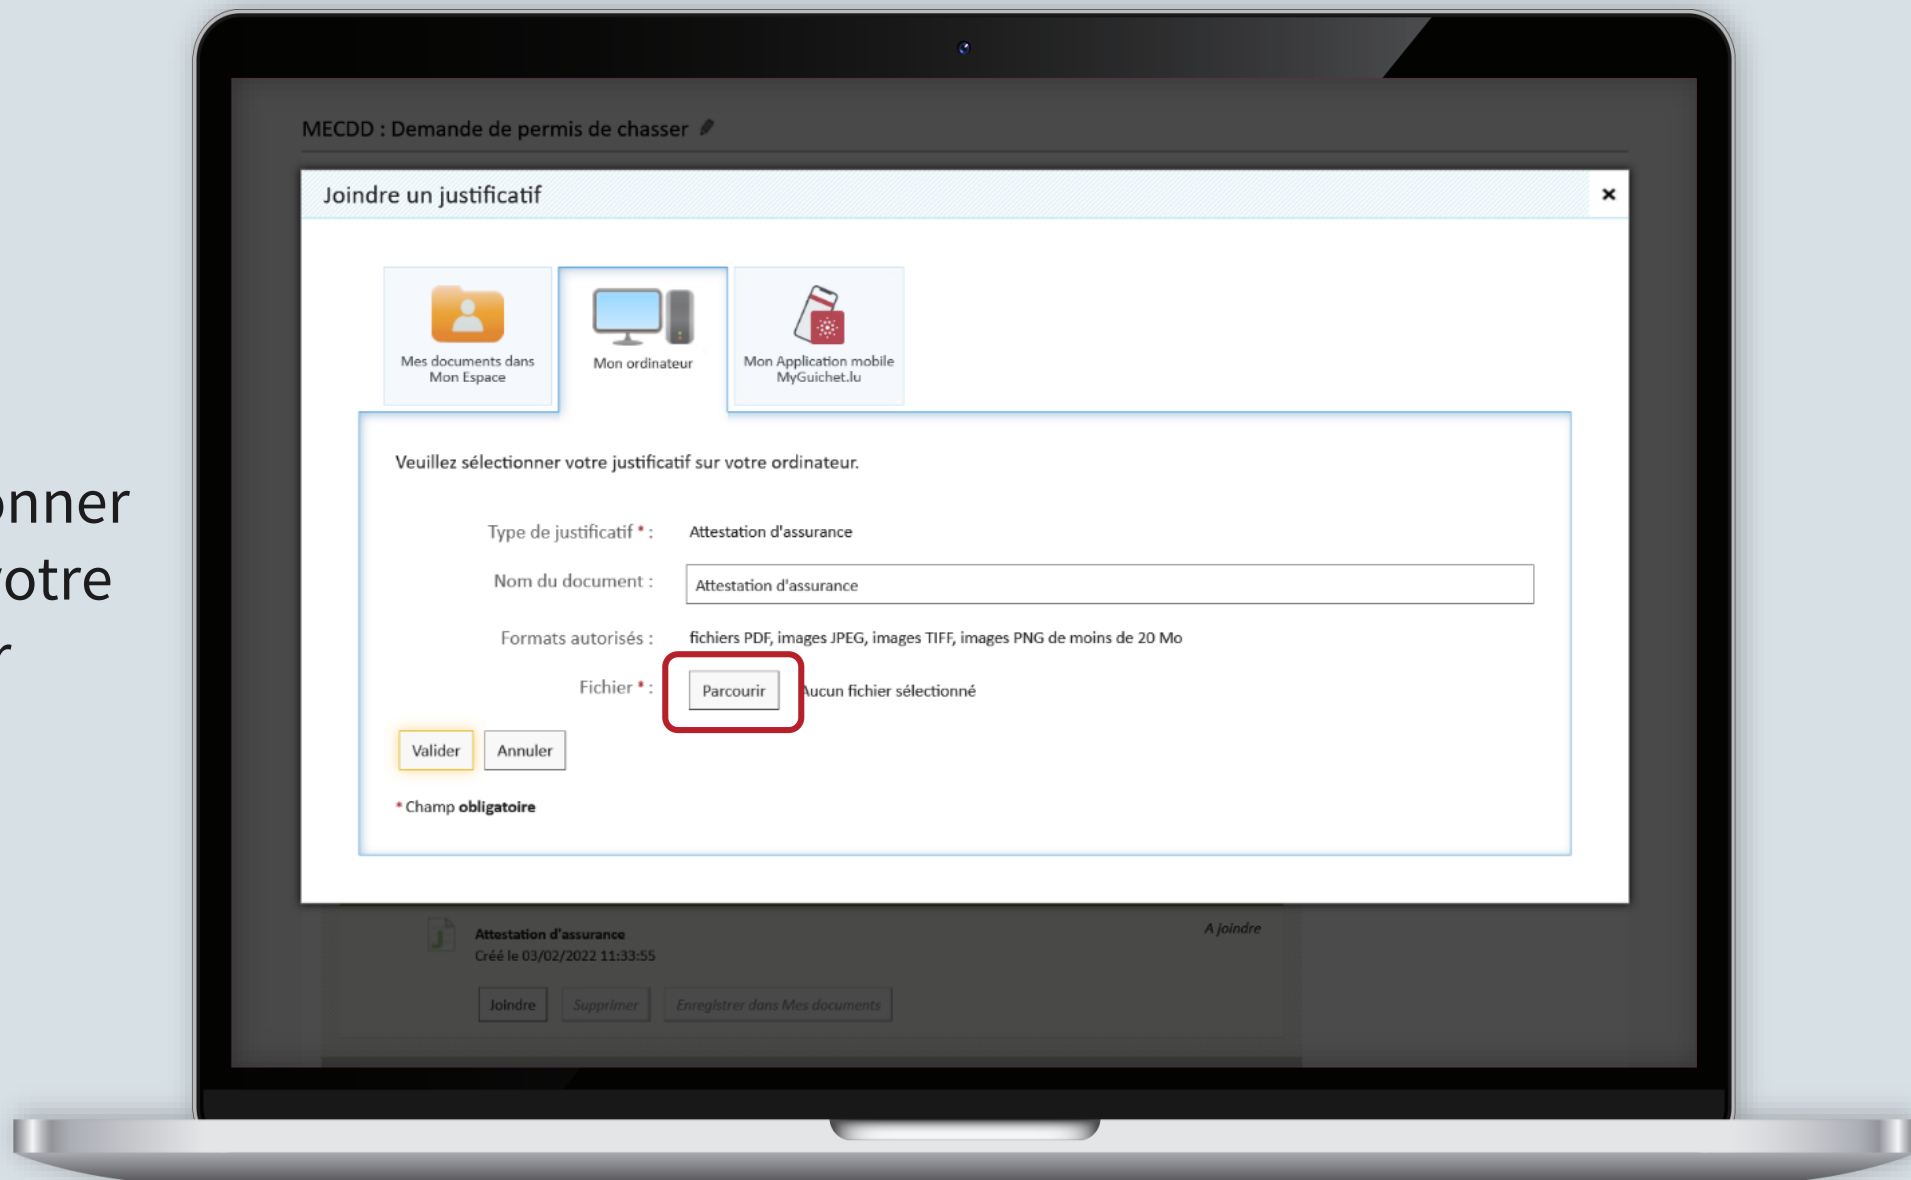 MECDD : Demande de permis de chasser
Joindre un justificatif
Mes documents dans
Mon Espace
Mon ordinateur
Mon Application mobile
MyGuichet.lu
Veuillez sélectionner votre justificatif sur votre ordinateur.
Type de justificatif * : Attestation d'assurance
Nom du document : Attestation d'assurance
Formats autorisés : fichiers PDF, images JPEG, images TIFF, images PNG de moins de 20 Mo
Fichier * : Parcourir Aucun fichier sélectionné
Valider Annuler
* Champ obligatoire
Attestation d'assurance A joindre
Créé le 03/02/2022 11:33:55
Joindre Supprimer Enregistrer dans Mes documents
onner
votre
r